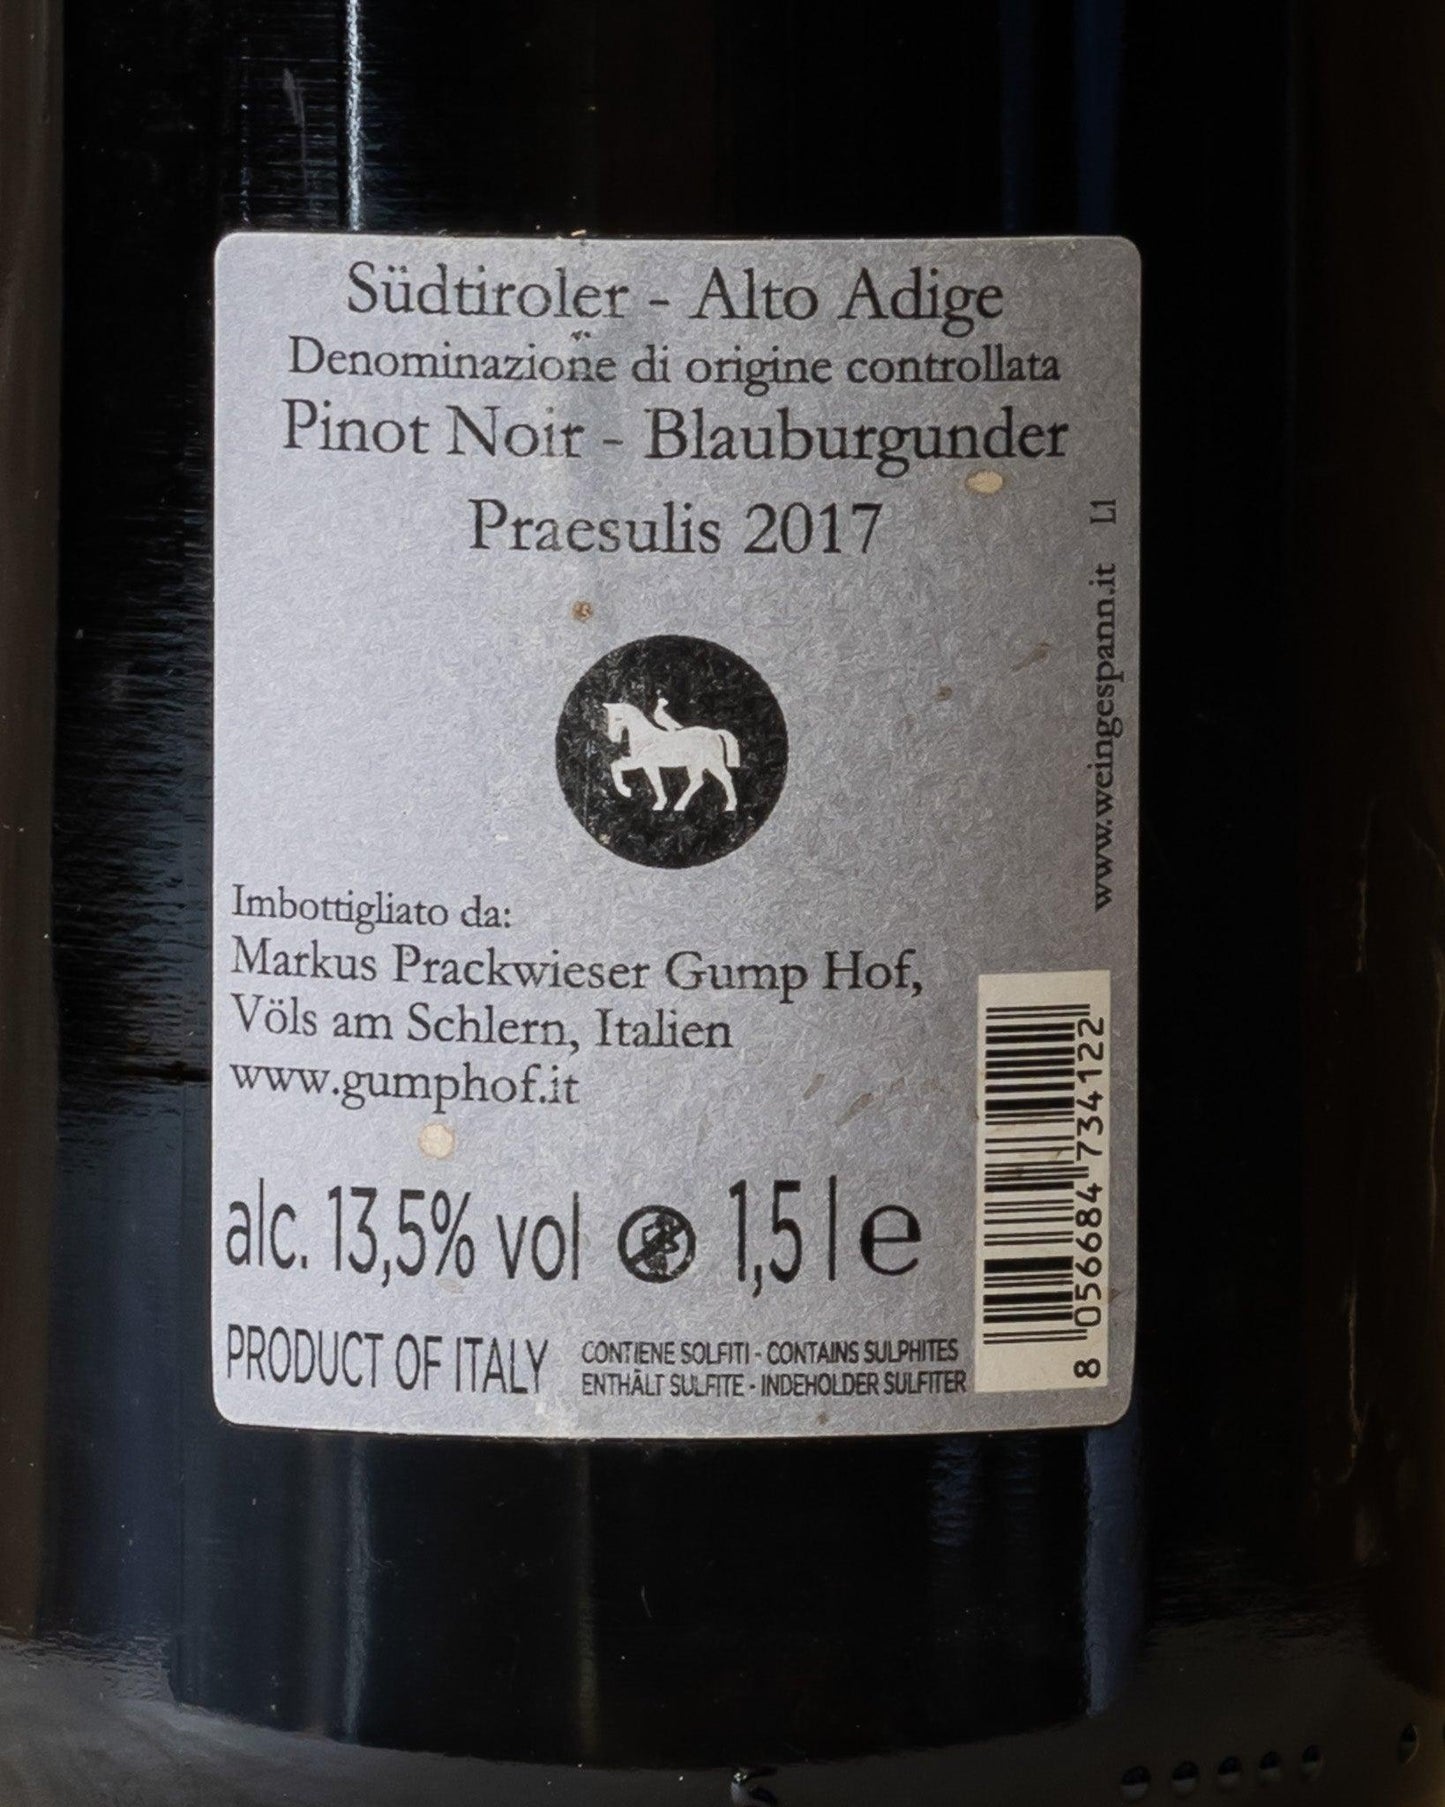 Südtiroler - Alto Adige
Denominazione di origine controllata
Pinot Noir - Blauburgunder
Praesulis 2017
www.weingespann.it L1
Imbottigliato da:
Markus Prackwieser Gump Hof,
Völs am Schlern, Italien
www.gumphof.it
alc. 13,5% vol 1,5 l e
PRODUCT OF ITALY
CONTIENE SOLFITI - CONTAINS SULPHITES
ENTHÄLT SULFITE - INDEHOLDER SULFITER
8 056684 734122